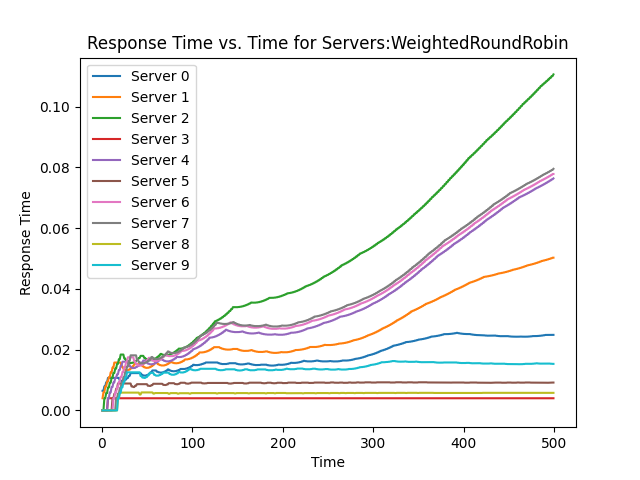 Response Time vs. Time for Servers:WeightedRoundRobin
Server 0
Server 1
Server 2
Server 3
Server 4
Server 5
Server 6
Server 7
Server 8
Server 9
Response Time
0.10
0.08
0.06
0.04
0.02
0.00
0
100
200
300
400
500
Time